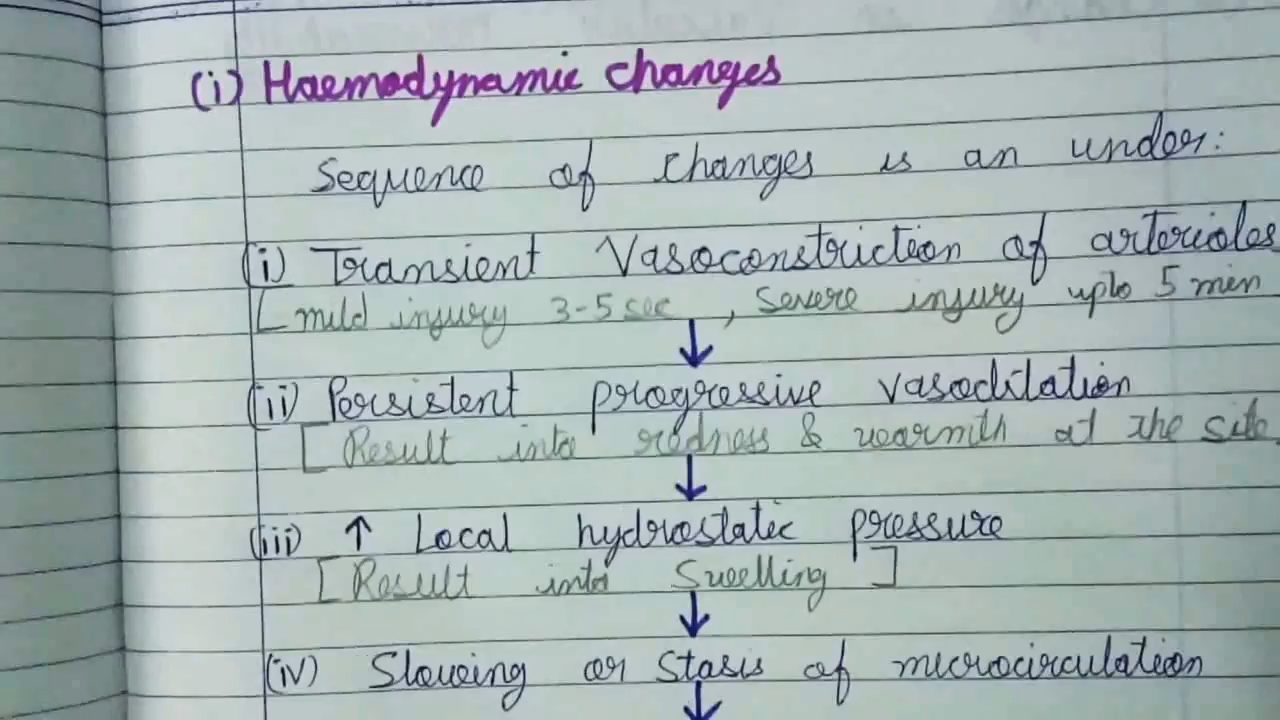 (i) Haemodynamic changes
Sequence of changes is an under:
(i) Transient Vasoconstriction of arterioles
[mild injury 3-5 sec , Severe injury upto 5 min
↓
(ii) Persistent progressive vasodilation
[Result into redness & warmth at the site
↓
(iii) ↑ Local hydrostatic pressure
[Result into Swelling]
↓
(iv) Slowing or Stasis of microcirculation
↓